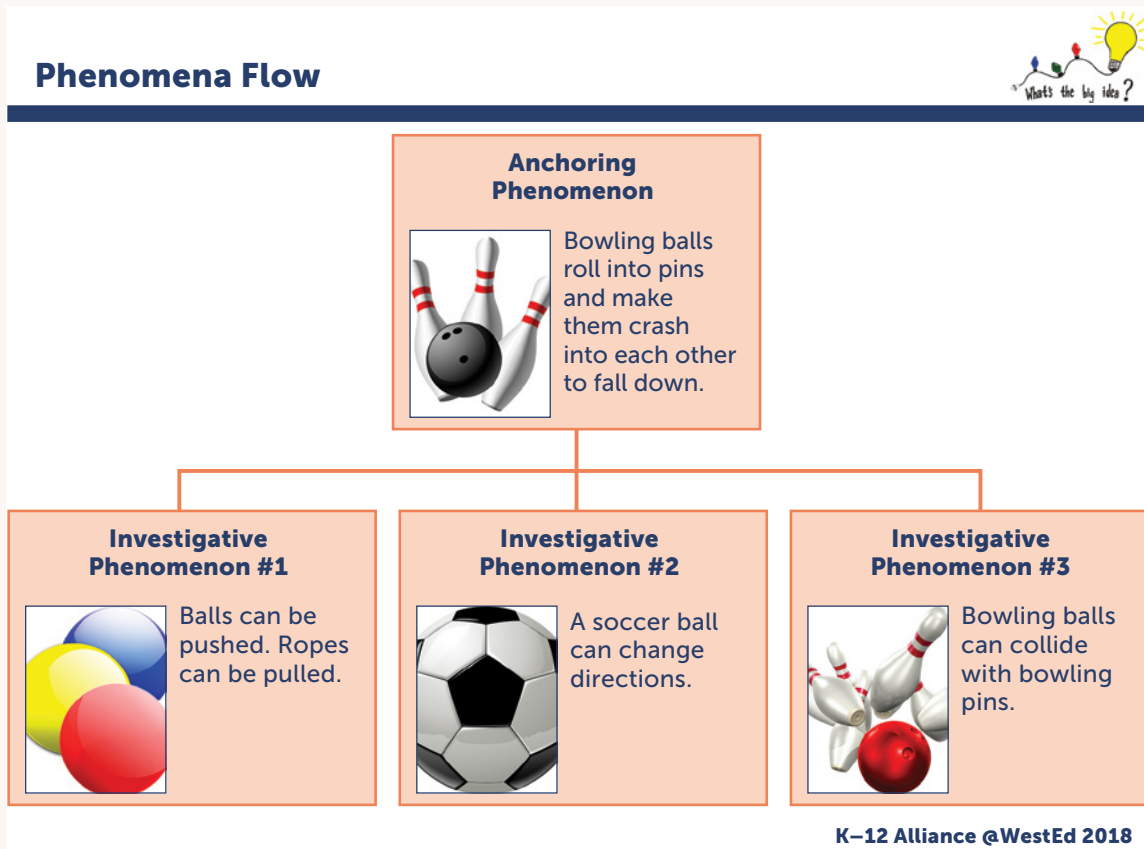 Phenomena Flow
What's the big idea?
Anchoring
Phenomenon
Bowling balls
roll into pins
and make
them crash
into each other
to fall down.
Investigative
Phenomenon #1
Balls can be
pushed. Ropes
can be pulled.
Investigative
Phenomenon #2
A soccer ball
can change
directions.
Investigative
Phenomenon #3
Bowling balls
can collide
with bowling
pins.
K–12 Alliance @WestEd 2018